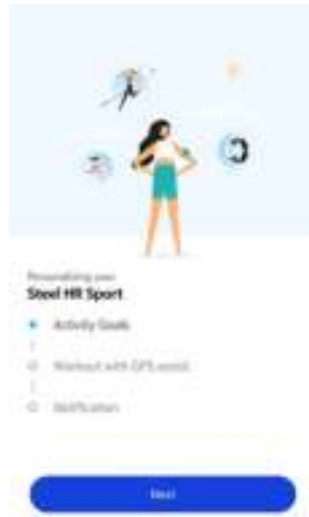 Personalizing your
Steel HR Sport
Activity Goals
Workout with GPS assist
Notification
Next